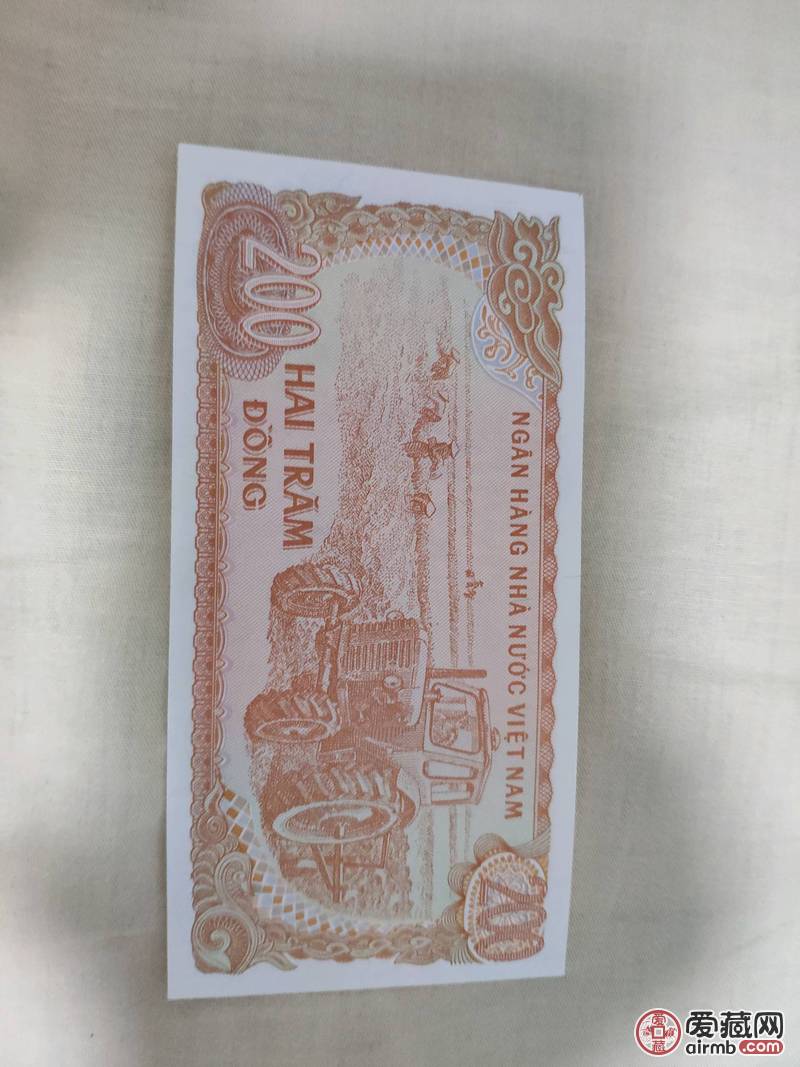 NGÂN HÀNG NHÀ NƯỚC VIỆT NAM
200
200
HAI TRĂM
ĐỒNG
爱藏网
airmb.com